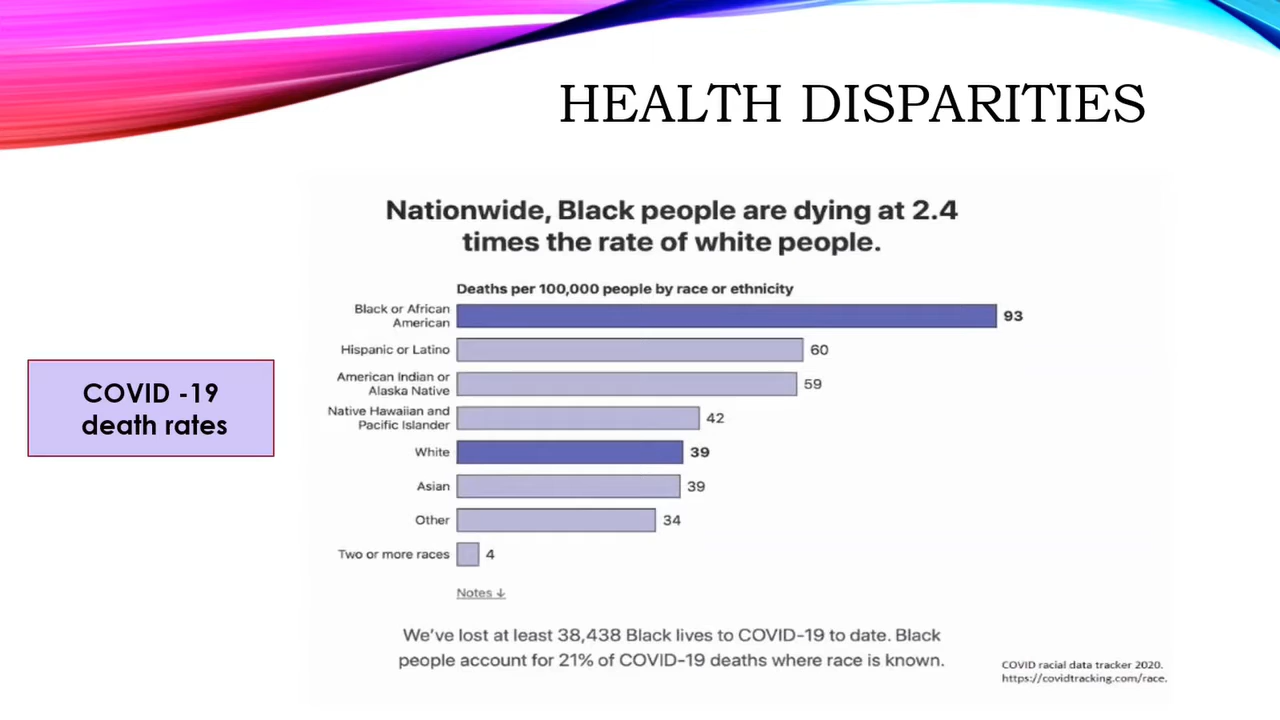 HEALTH DISPARITIES
Nationwide, Black people are dying at 2.4
times the rate of white people.
Deaths per 100,000 people by race or ethnicity
Black or African
American
93
Hispanic or Latino
60
American Indian or
Alaska Native
59
Native Hawaiian and
Pacific Islander
42
White
39
Asian
39
Other
34
Two or more races
4
Notes ↓
COVID -19
death rates
We've lost at least 38,438 Black lives to COVID-19 to date. Black
people account for 21% of COVID-19 deaths where race is known.
COVID racial data tracker 2020.
https://covidtracking.com/race.